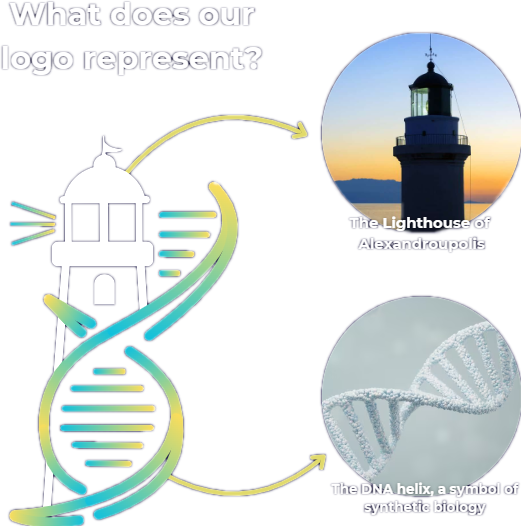 What does our
logo represent?
The Lighthouse of
Alexandroupolis
The DNA helix, a symbol of
synthetic biology